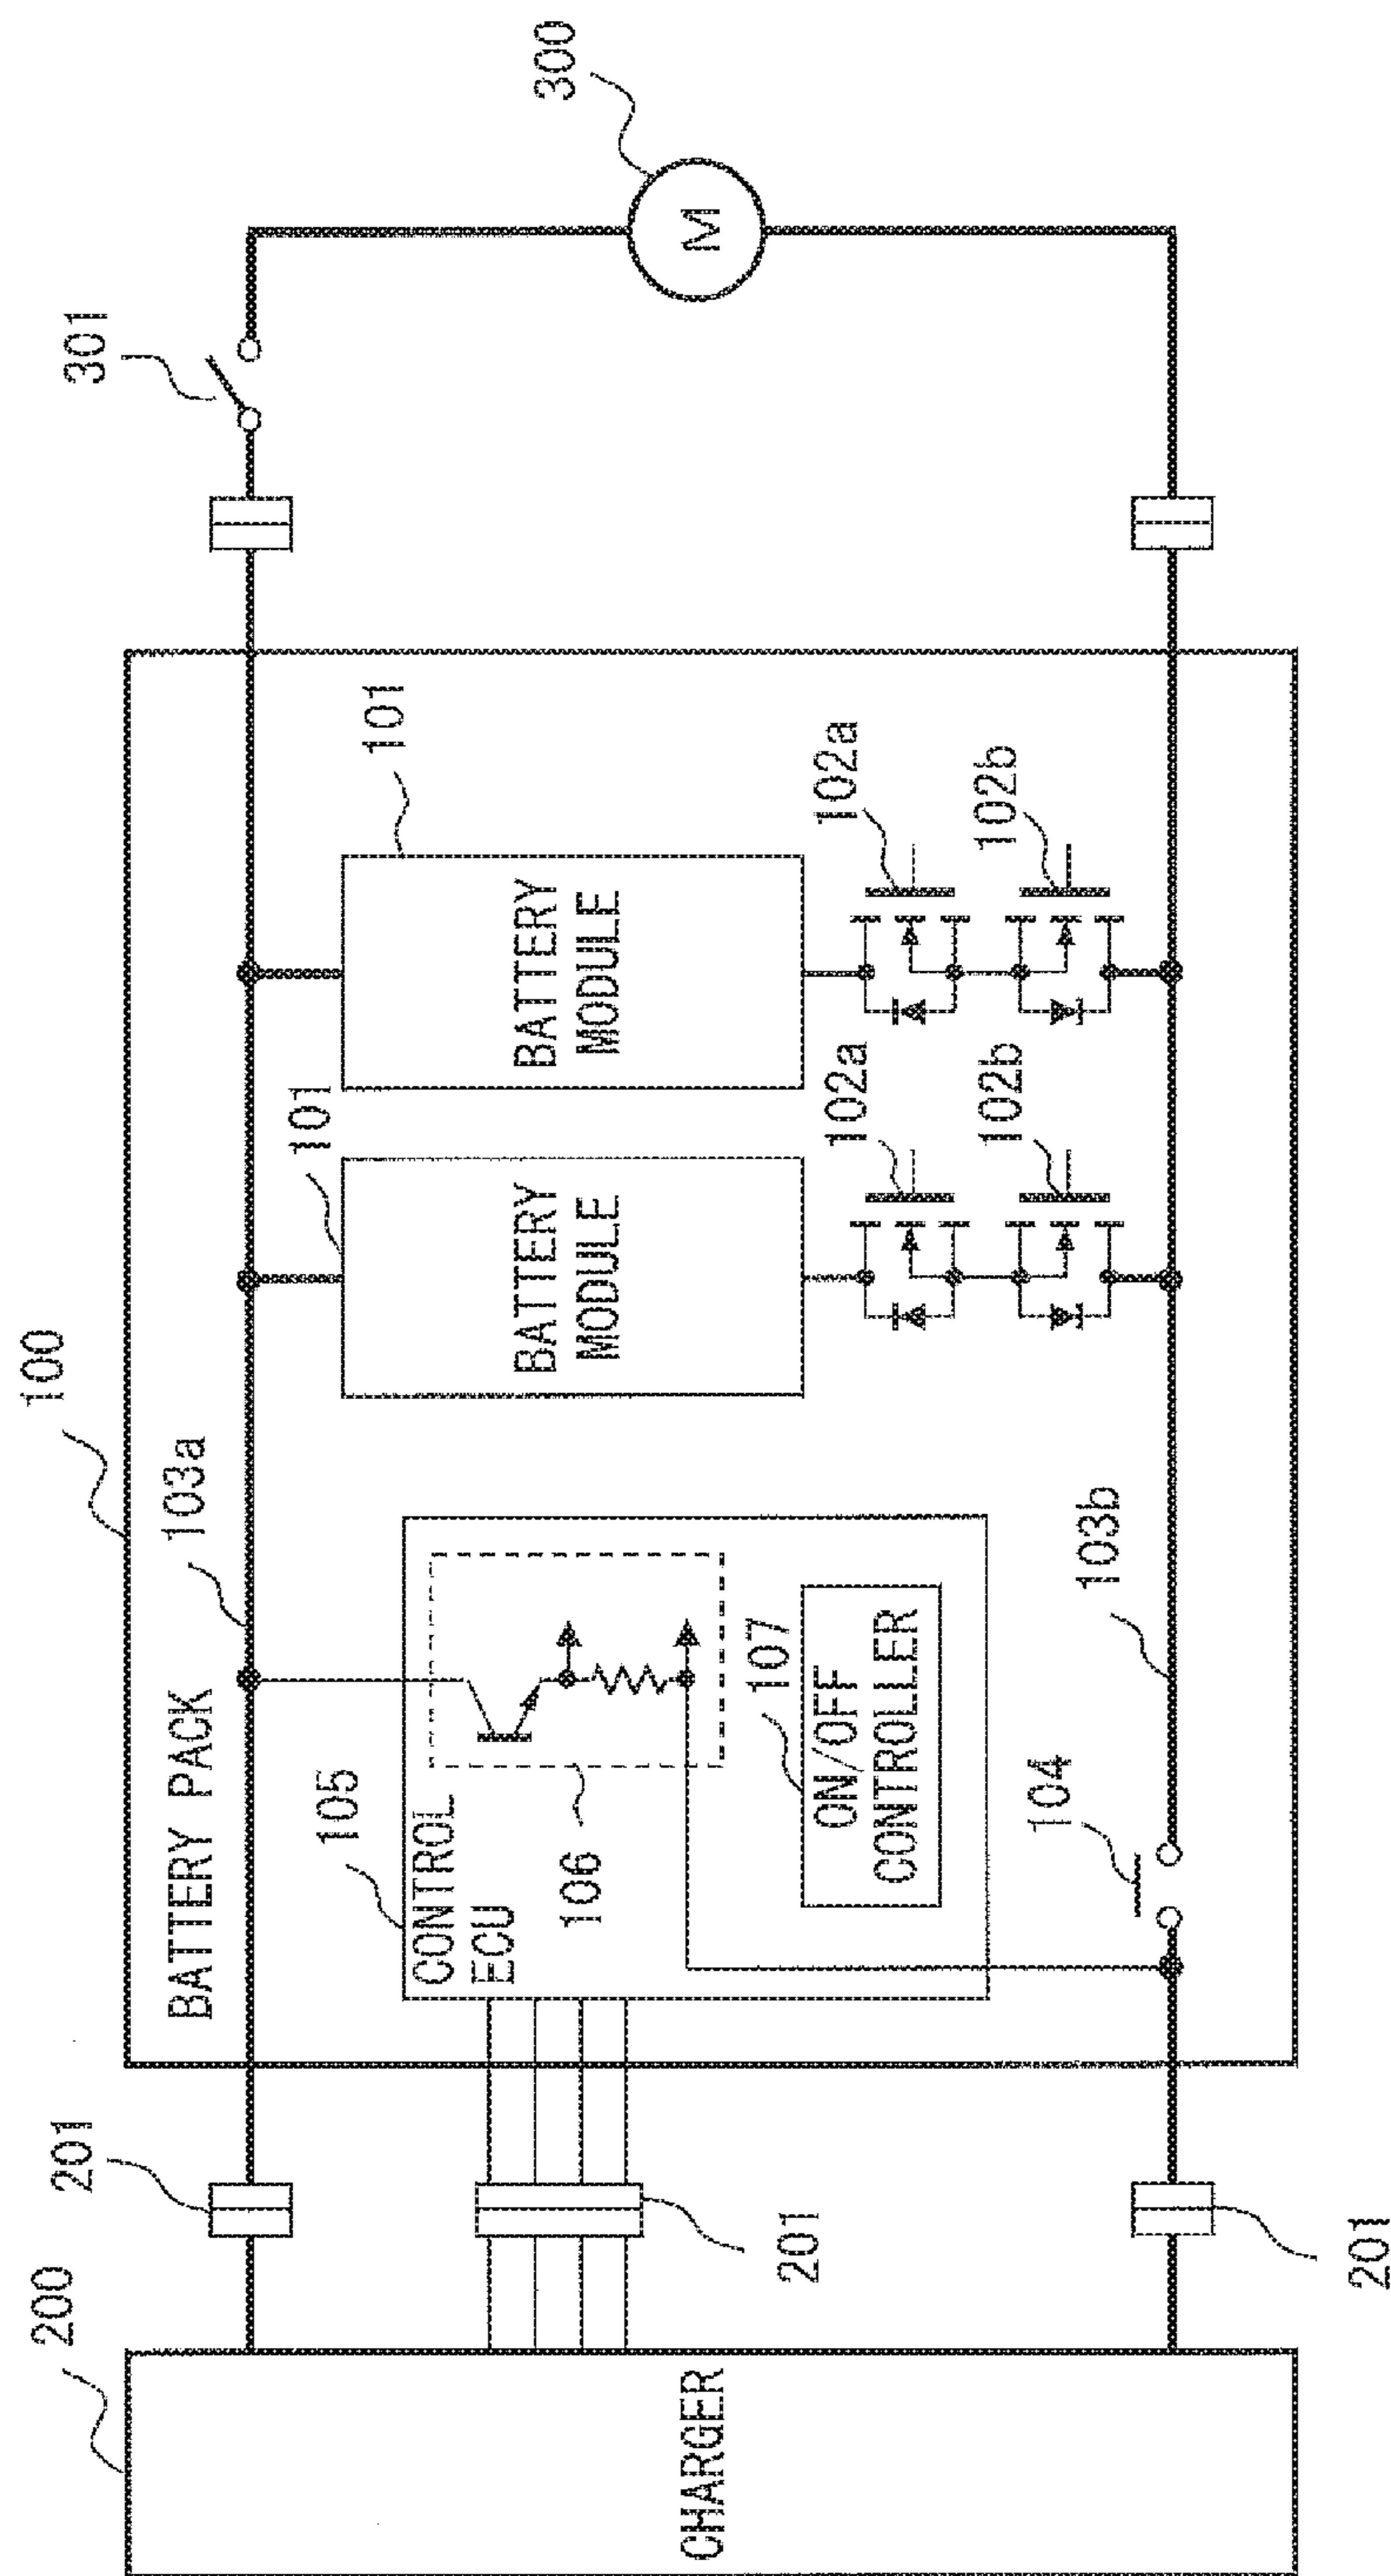 200
201
CHARGER
201
201
100
BATTERY PACK
103a
105
CONTROL
ECU
106
107
ON/OFF
CONTROLLER
104
103b
101
BATTERY
MODULE
102a
102b
101
BATTERY
MODULE
102a
102b
301
300
M